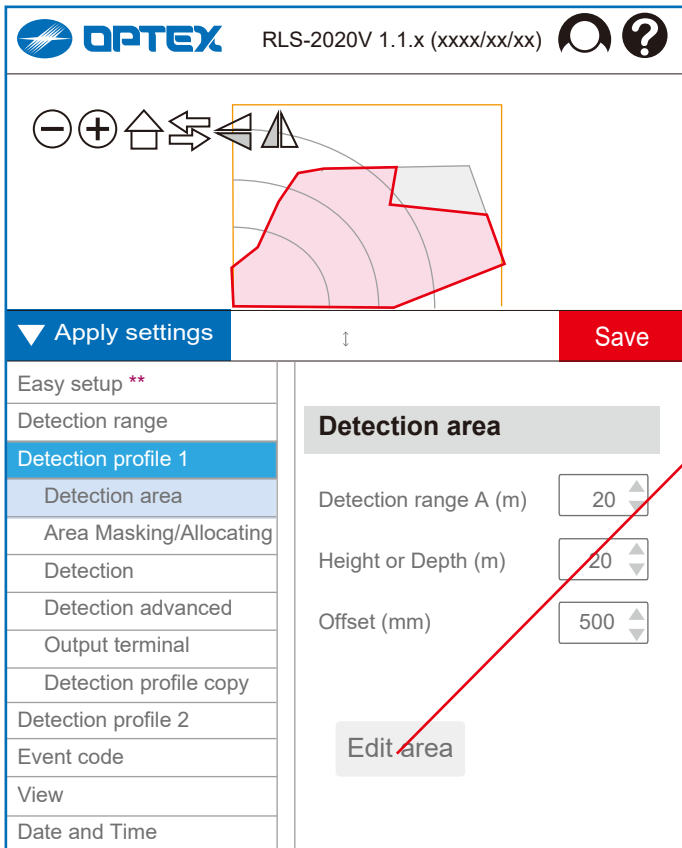 OPTEX RLS-2020V 1.1.x (xxxx/xx/xx) ?
Apply settings
Save
Easy setup **
Detection range
Detection profile 1
Detection area
Area Masking/Allocating
Detection
Detection advanced
Output terminal
Detection profile copy
Detection profile 2
Event code
View
Date and Time
Detection area
Detection range A (m) 20
Height or Depth (m) 20
Offset (mm) 500
Edit area